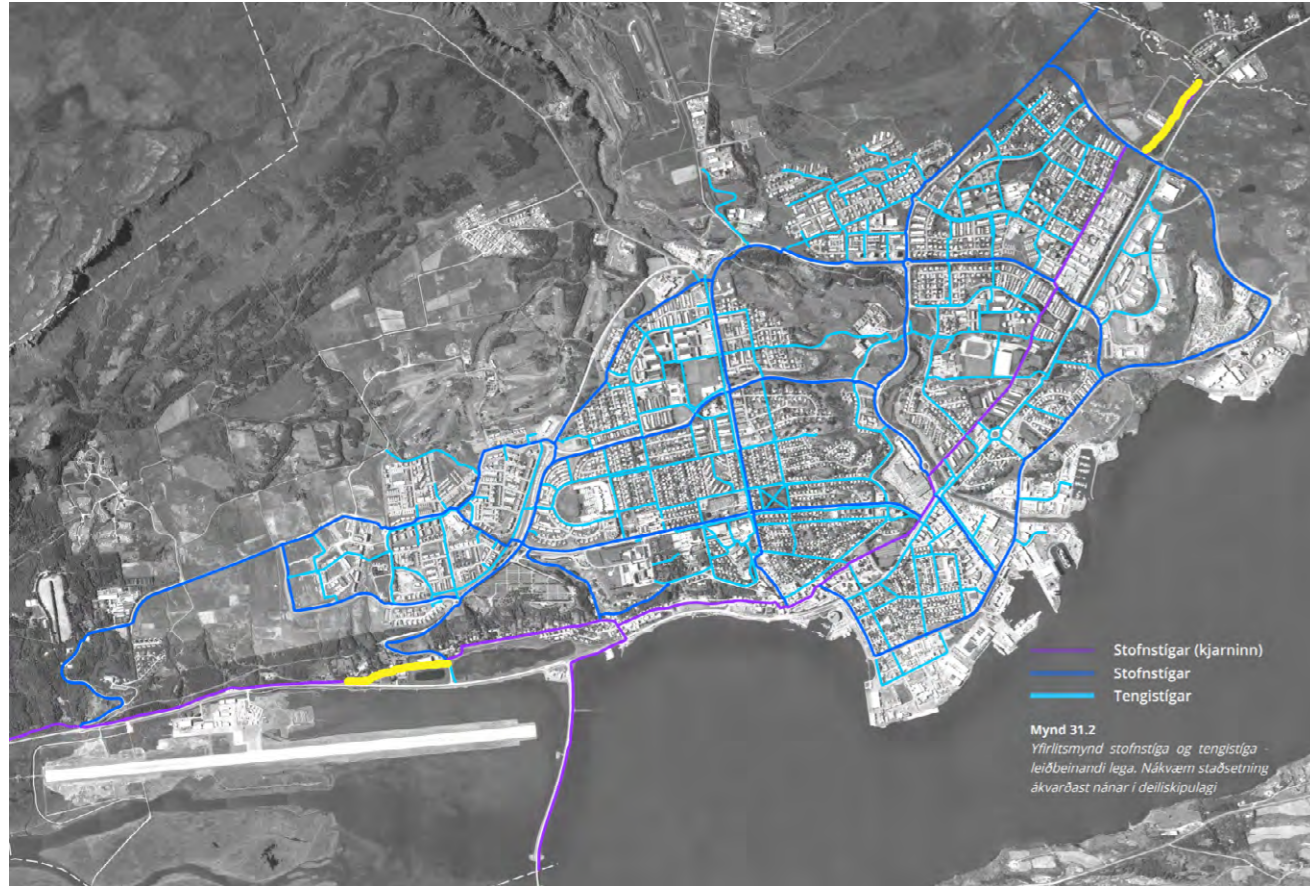 Stofnstígar (kjarninn)
Stofnstígar
Tengistígar
Mynd 31.2
Yfirlitsmynd stofnstíga og tengistíga -
leiðbeinandi lega. Nákvæm staðsetning
ákvarðast nánar í deiliskipulagi